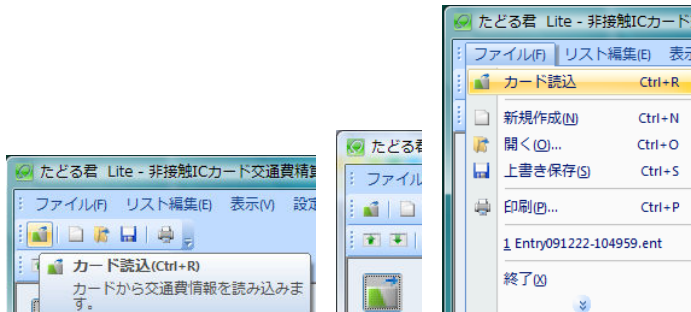 たどる君 Lite - 非接触ICカード交通費精算
ファイル(F) リスト編集(E) 表示(V) 設定
カード読込(Ctrl+R)
カードから交通費情報を読み込みま
す。
たどる君
ファイル
たどる君 Lite - 非接触ICカード
ファイル(F) リスト編集(E) 表示
カード読込 Ctrl+R
新規作成(N) Ctrl+N
開く(O)... Ctrl+O
上書き保存(S) Ctrl+S
印刷(P)... Ctrl+P
1 Entry091222-104959.ent
終了(X)